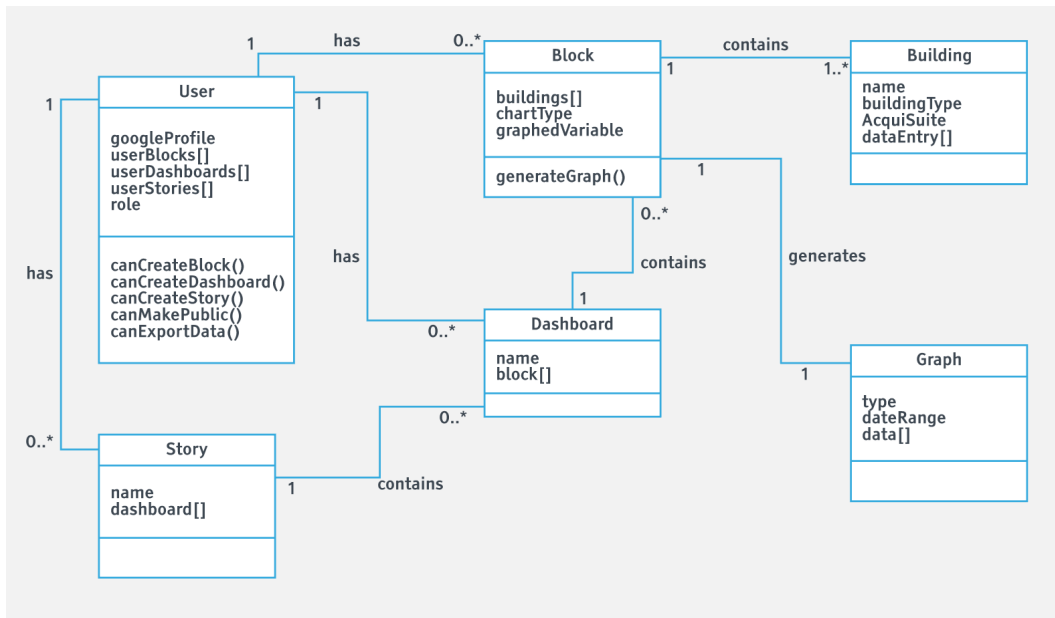 1
has
0..*
Block
buildings[]
chartType
graphedVariable
generateGraph()
contains
1
1..*
Building
name
buildingType
AcquiSuite
dataEntry[]
1
User
googleProfile
userBlocks[]
userDashboards[]
userStories[]
role
canCreateBlock()
canCreateDashboard()
canCreateStory()
canMakePublic()
canExportData()
1
has
has
0..*
1
generates
1
0..*
contains
1
Dashboard
name
block[]
Graph
type
dateRange
data[]
0..*
0..*
Story
name
dashboard[]
1
contains